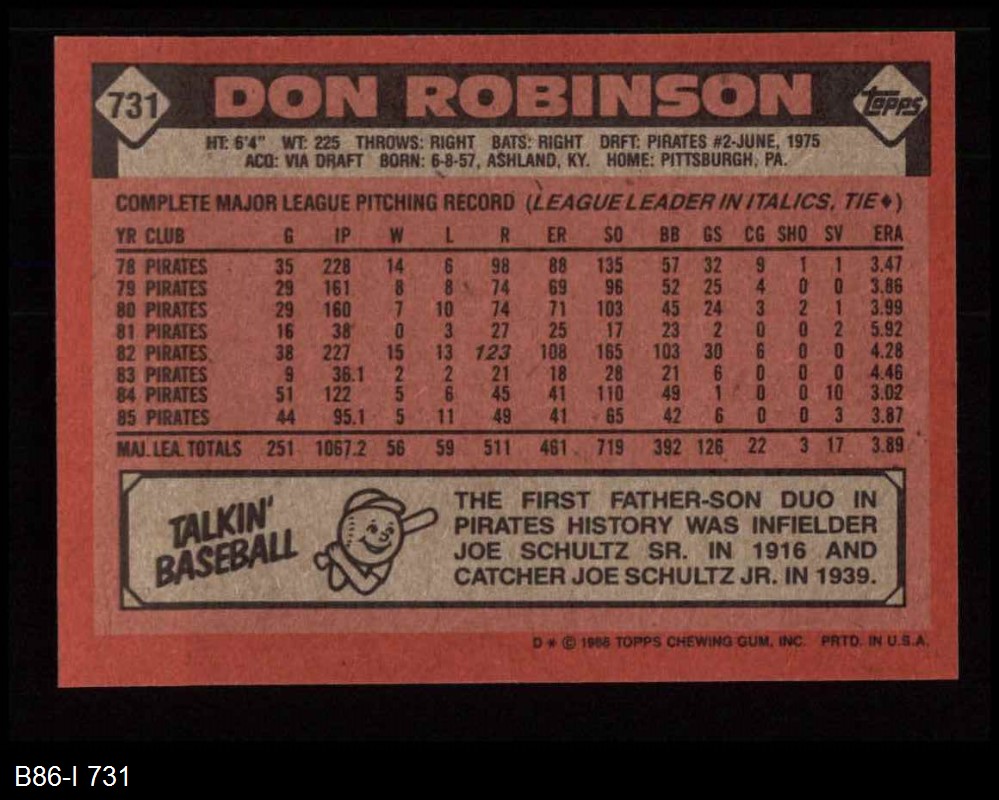 731 DON ROBINSON Topps
HT: 6'4" WT: 225 THROWS: RIGHT BATS: RIGHT DRFT: PIRATES #2-JUNE, 1975
ACQ: VIA DRAFT BORN: 6-8-57, ASHLAND, KY. HOME: PITTSBURGH, PA.
COMPLETE MAJOR LEAGUE PITCHING RECORD (LEAGUE LEADER IN ITALICS, TIE♦)
YR CLUB G IP W L R ER SO BB GS CG SHO SV ERA
78 PIRATES 35 228 14 6 98 88 135 57 32 9 1 1 3.47
79 PIRATES 29 161 8 8 74 69 96 52 25 4 0 0 3.86
80 PIRATES 29 160 7 10 74 71 103 45 24 3 2 1 3.99
81 PIRATES 16 38 0 3 27 25 17 23 2 0 0 2 5.92
82 PIRATES 38 227 15 13 123 108 165 103 30 6 0 0 4.28
83 PIRATES 9 36.1 2 2 21 18 28 21 6 0 0 0 4.46
84 PIRATES 51 122 5 6 45 41 110 49 1 0 0 10 3.02
85 PIRATES 44 95.1 5 11 49 41 65 42 6 0 0 3 3.87
MAJ. LEA. TOTALS 251 1067.2 56 59 511 461 719 392 126 22 3 17 3.89
TALKIN'
BASEBALL
THE FIRST FATHER-SON DUO IN
PIRATES HISTORY WAS INFIELDER
JOE SCHULTZ SR. IN 1916 AND
CATCHER JOE SCHULTZ JR. IN 1939.
D * © 1986 TOPPS CHEWING GUM, INC. PRTD. IN U.S.A.
B86-I 731